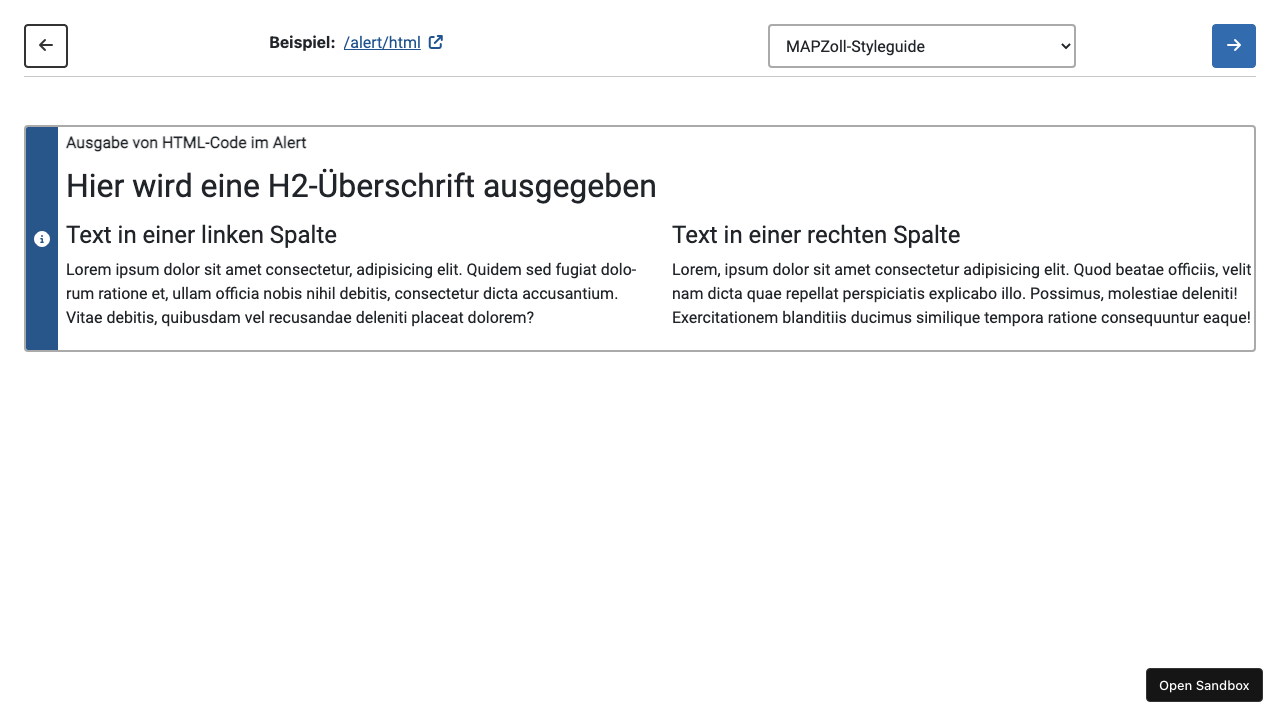 Beispiel: /alert/html
MAPZoll-Styleguide
Ausgabe von HTML-Code im Alert
Hier wird eine H2-Überschrift ausgegeben
Text in einer linken Spalte
Lorem ipsum dolor sit amet consectetur, adipisicing elit. Quidem sed fugiat dolo-
rum ratione et, ullam officia nobis nihil debitis, consectetur dicta accusantium.
Vitae debitis, quibusdam vel recusandae deleniti placeat dolorem?
Text in einer rechten Spalte
Lorem, ipsum dolor sit amet consectetur adipisicing elit. Quod beatae officiis, velit
nam dicta quae repellat perspiciatis explicabo illo. Possimus, molestiae deleniti!
Exercitationem blanditiis ducimus similique tempora ratione consequuntur eaque!
Open Sandbox